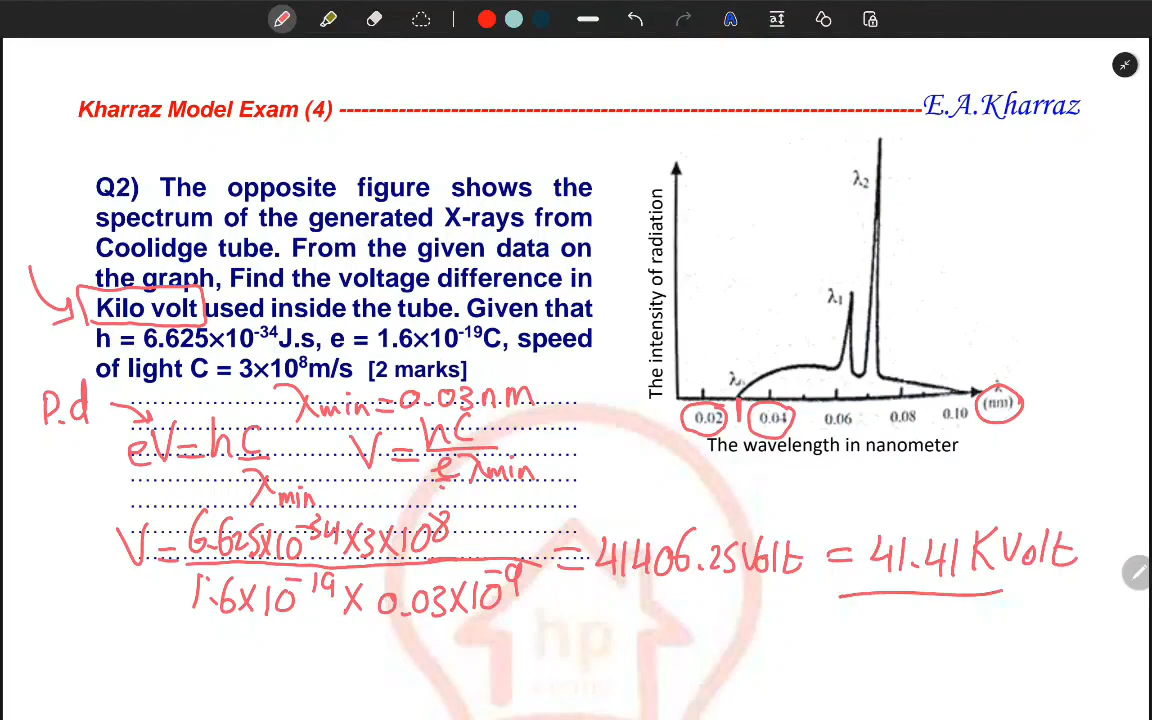 Kharraz Model Exam (4) ---------- E.A.Kharraz
Q2) The opposite figure shows the
spectrum of the generated X-rays from
Coolidge tube. From the given data on
the graph, Find the voltage difference in
Kilo volt used inside the tube. Given that
h = 6.625×10⁻³⁴J.s, e = 1.6×10⁻¹⁹C, speed
of light C = 3×10⁸m/s [2 marks]
The intensity of radiation
λ2
λ1
λ
(nm)
0.02 0.04 0.06 0.08 0.10
The wavelength in nanometer
P.d
λmin = 0.03 nm
eV = hC / λmin
V = hC / e λmin
V = 6.625×10⁻³⁴ × 3×10⁸ / 1.6×10⁻¹⁹ × 0.03×10⁻⁹ = 41406.25 Volt = 41.41 K Volt
hp